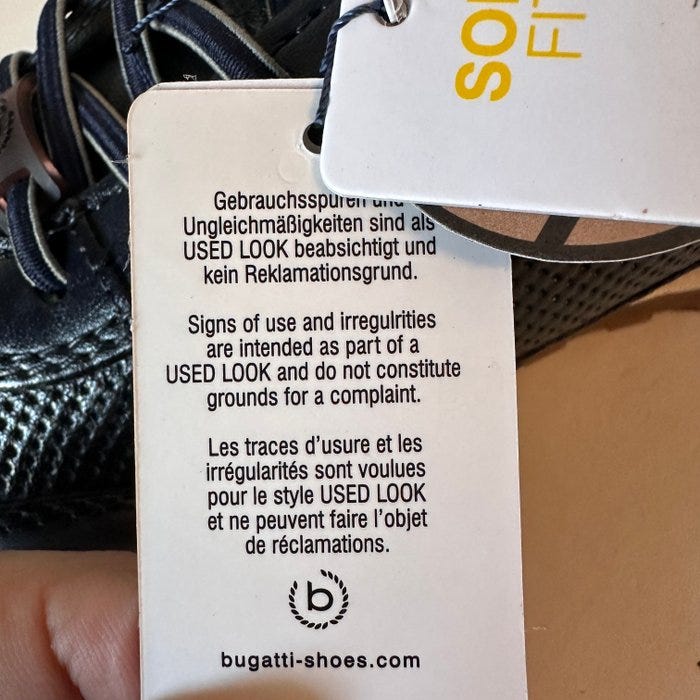 Gebrauchsspuren und
Ungleichmäßigkeiten sind als
USED LOOK beabsichtigt und
kein Reklamationsgrund.
Signs of use and irregulrities
are intended as part of a
USED LOOK and do not constitute
grounds for a complaint.
Les traces d'usure et les
irrégularités sont voulues
pour le style USED LOOK
et ne peuvent faire l'objet
de réclamations.
b
bugatti-shoes.com